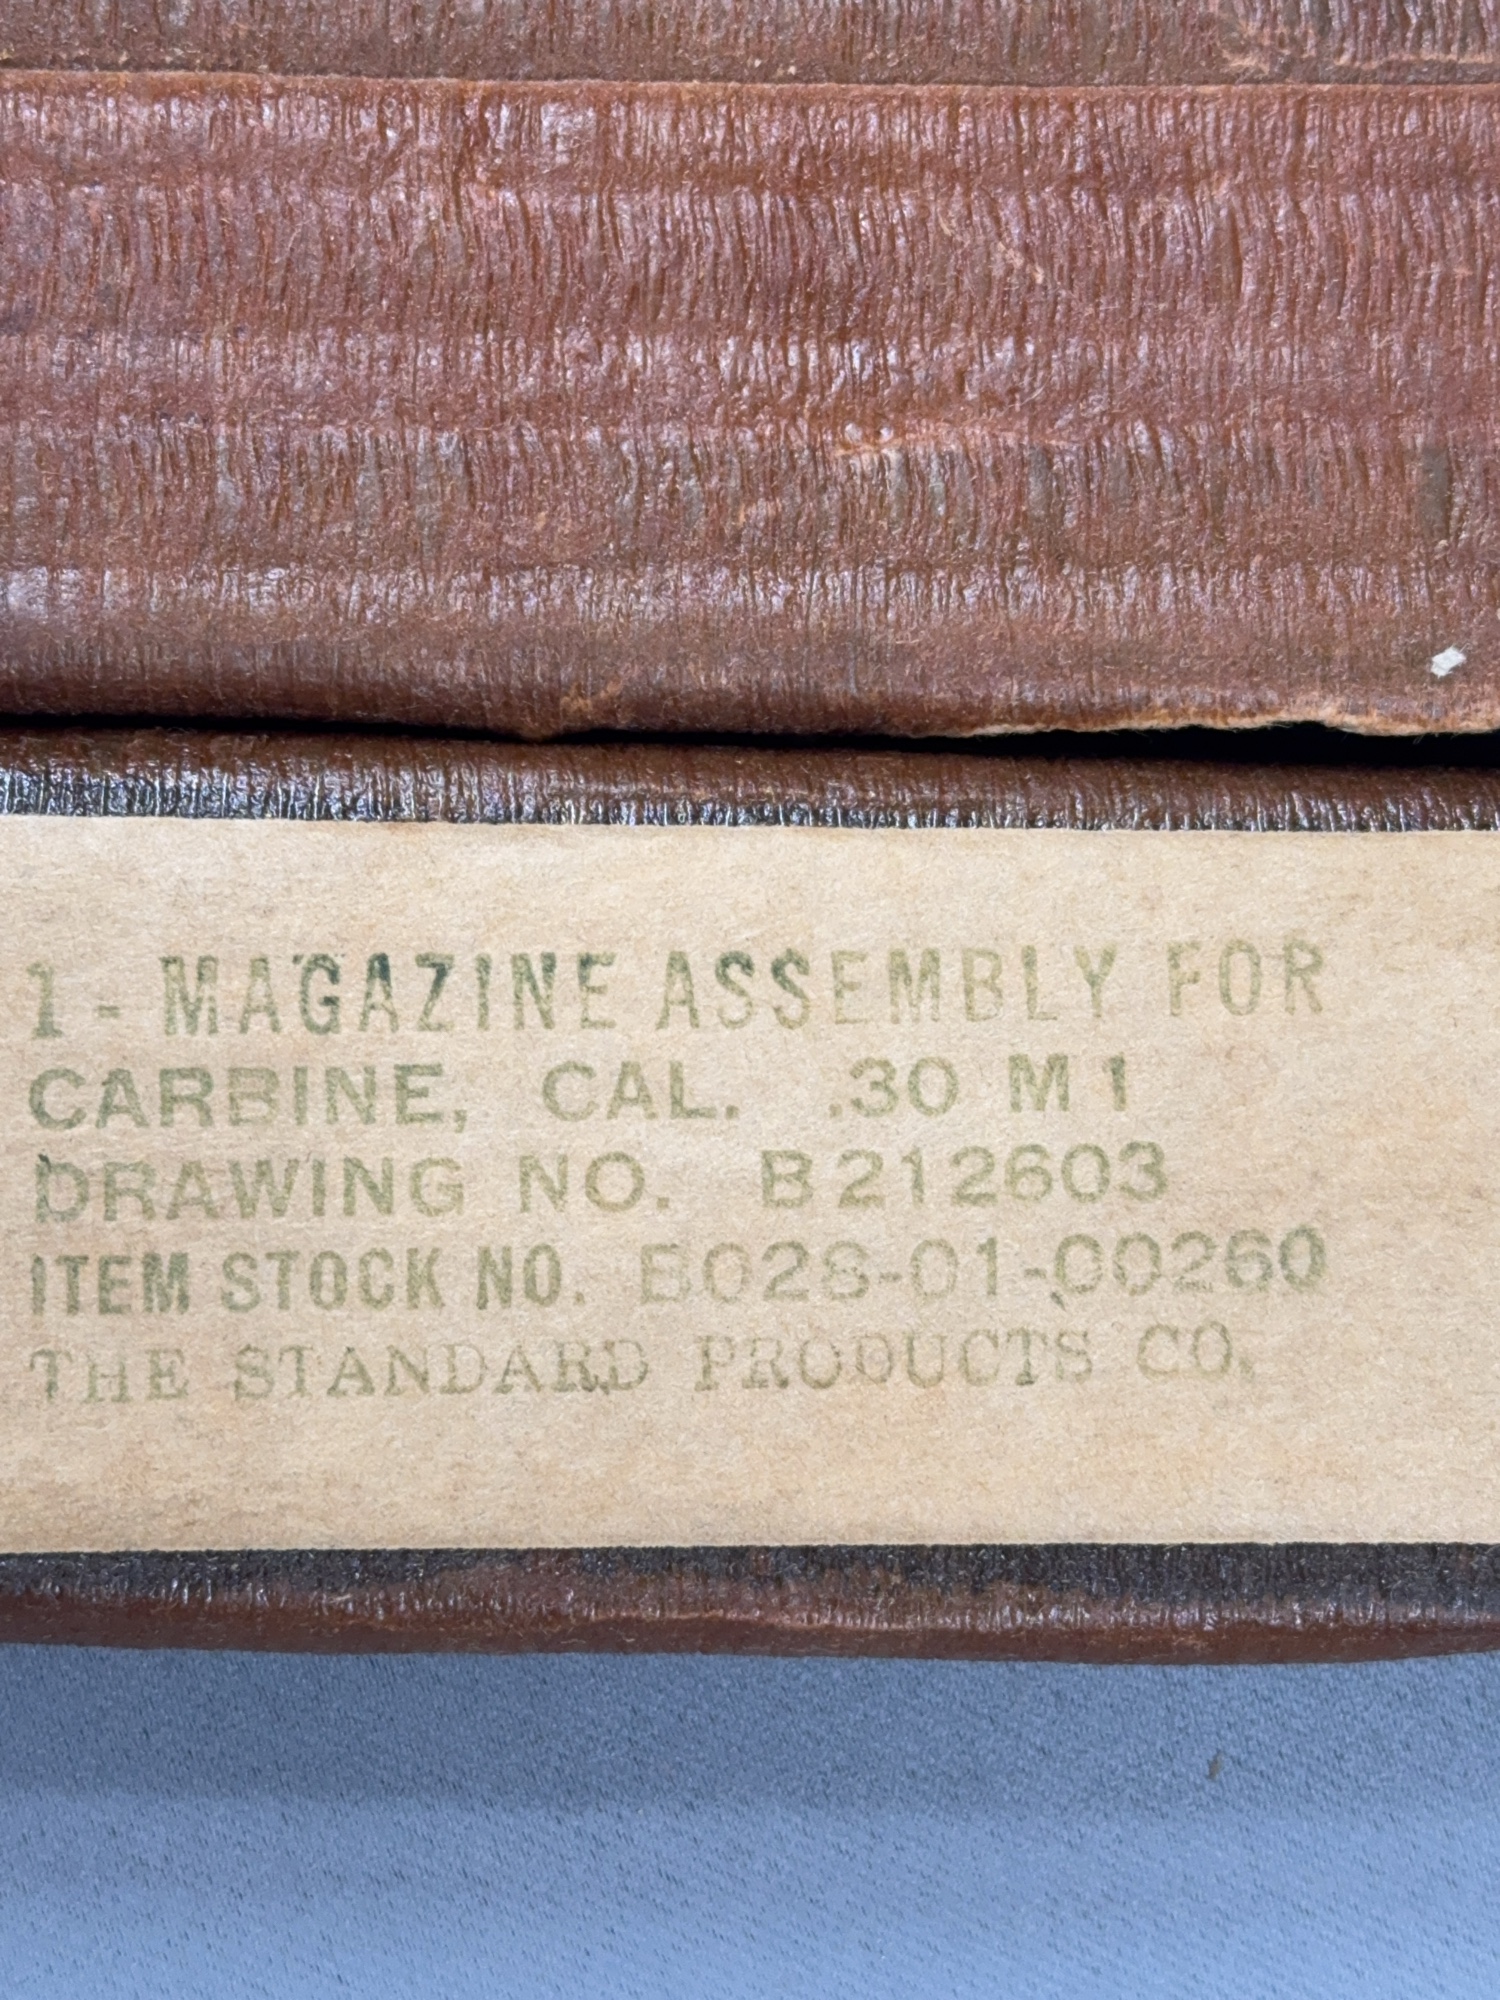 1 - MAGAZINE ASSEMBLY FOR
CARBINE, CAL. .30 M1
DRAWING NO. B212603
ITEM STOCK NO. B028-01-00260
THE STANDARD PRODUCTS CO.